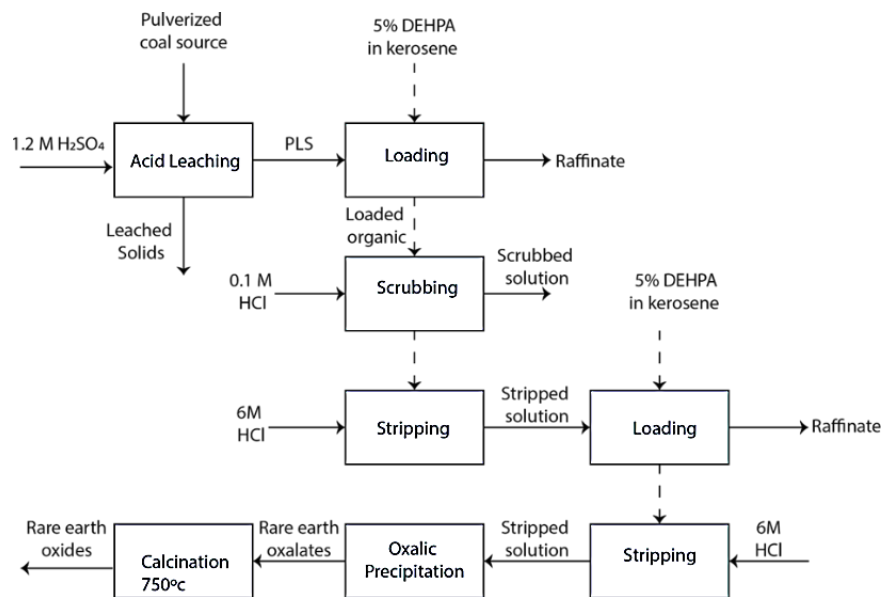 Pulverized
coal source
5% DEHPA
in kerosene
1.2 M H₂SO₄
Acid Leaching
PLS
Loading
Raffinate
Leached
Solids
Loaded
organic
0.1 M
HCl
Scrubbing
Scrubbed
solution
5% DEHPA
in kerosene
6M
HCl
Stripping
Stripped
solution
Loading
Raffinate
Rare earth
oxides
Calcination
750ºc
Rare earth
oxalates
Oxalic
Precipitation
Stripped
solution
Stripping
6M
HCl